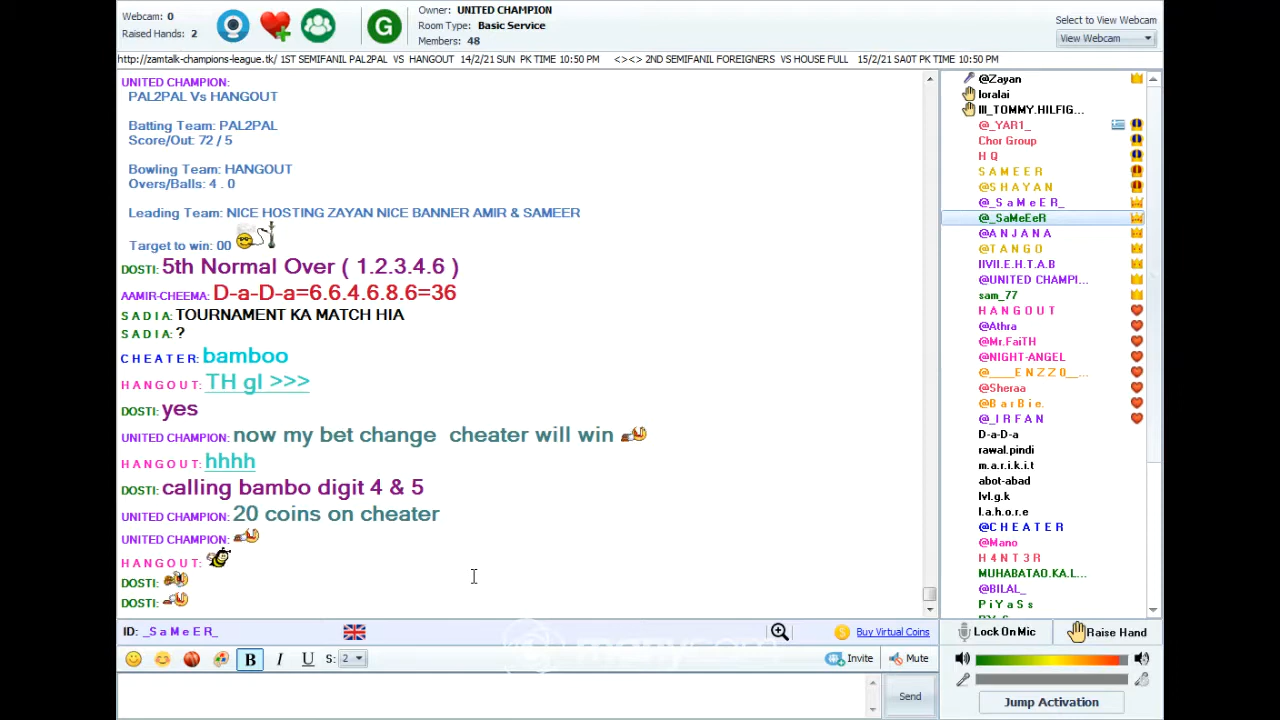 Webcam: 0
Raised Hands: 2
G
Owner: UNITED CHAMPION
Room Type: Basic Service
Members: 48
Select to View Webcam
View Webcam
http://zamtalk-champions-league.tk/ 1ST SEMIFANIL PAL2PAL VS HANGOUT 14/2/21 SUN PK TIME 10:50 PM <><> 2ND SEMIFANIL FOREIGNERS VS HOUSE FULL 15/2/21 SAOT PK TIME 10:50 PM
UNITED CHAMPION:
PAL2PAL Vs HANGOUT
Batting Team: PAL2PAL
Score/Out: 72 / 5
Bowling Team: HANGOUT
Overs/Balls: 4 . 0
Leading Team: NICE HOSTING ZAYAN NICE BANNER AMIR & SAMEER
Target to win: 00
DOSTI: 5th Normal Over ( 1.2.3.4.6 )
AAMIR-CHEEMA: D-a-D-a=6.6.4.6.8.6=36
S A D I A: TOURNAMENT KA MATCH HIA
S A D I A: ?
C H E A T E R: bamboo
H A N G O U T: TH gI >>>
DOSTI: yes
UNITED CHAMPION: now my bet change cheater will win
H A N G O U T: hhhh
DOSTI: calling bambo digit 4 & 5
UNITED CHAMPION: 20 coins on cheater
UNITED CHAMPION:
H A N G O U T:
DOSTI:
DOSTI:
@Zayan
loralai
III_TOMMY.HILFIG...
@_YAR1_
Chor Group
H Q
S A M E E R
@S H A Y A N
@_S a M e E R_
@_SaMeEeR
@A N J A N A
@T A N G O
IIVII.E.H.T.A.B
@UNITED CHAMPI...
sam_77
H A N G O U T
@Athra
@Mr.FaiTH
@NIGHT-ANGEL
@____E N Z Z O__...
@Sheraa
@B a r B i e.
@_I R F A N
D-a-D-a
rawal.pindi
m.a.r.i.k.i.t
abot-abad
lvl.g.k
l.a.h.o.r.e
@C H E A T E R
@Mano
H 4 N T 3 R
MUHABATAO.KA.L...
@BILAL_
P i Y a S s
ID: _S a M e E R_
Buy Virtual Coins
Lock On Mic
Raise Hand
B I U S: 2
Invite
Mute
Send
Jump Activation